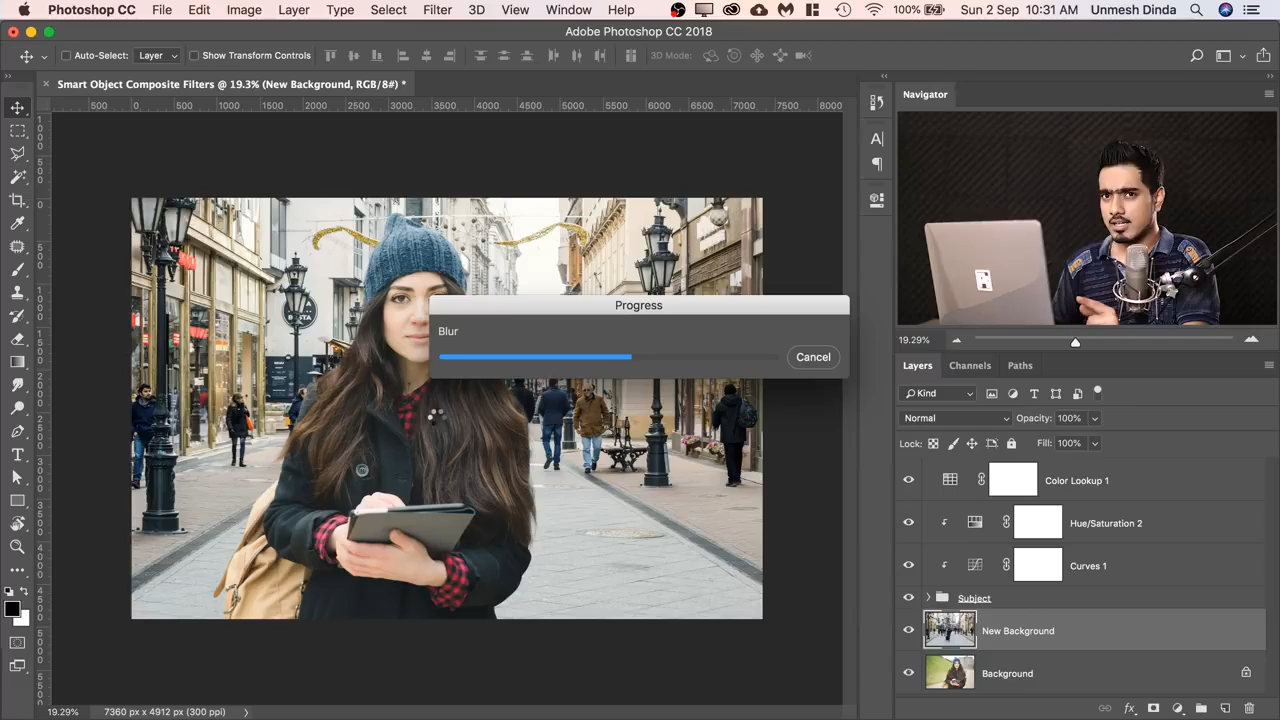 Photoshop CC File Edit Image Layer Type Select Filter 3D View Window Help 100% Sun 2 Sep 10:31 AM Unmesh Dinda
Adobe Photoshop CC 2018
Auto-Select: Layer Show Transform Controls 3D Mode:
× Smart Object Composite Filters @ 19.3% (New Background, RGB/8#) *
500 0 500 1000 1500 2000 2500 3000 3500 4000 4500 5000 5500 6000 6500 7000 7500 8000
Navigator
Progress
Blur
Cancel
19.29%
Layers Channels Paths
Kind
Normal Opacity: 100%
Lock: Fill: 100%
Color Lookup 1
Hue/Saturation 2
Curves 1
Subject
New Background
Background
19.29% 7360 px x 4912 px (300 ppi)